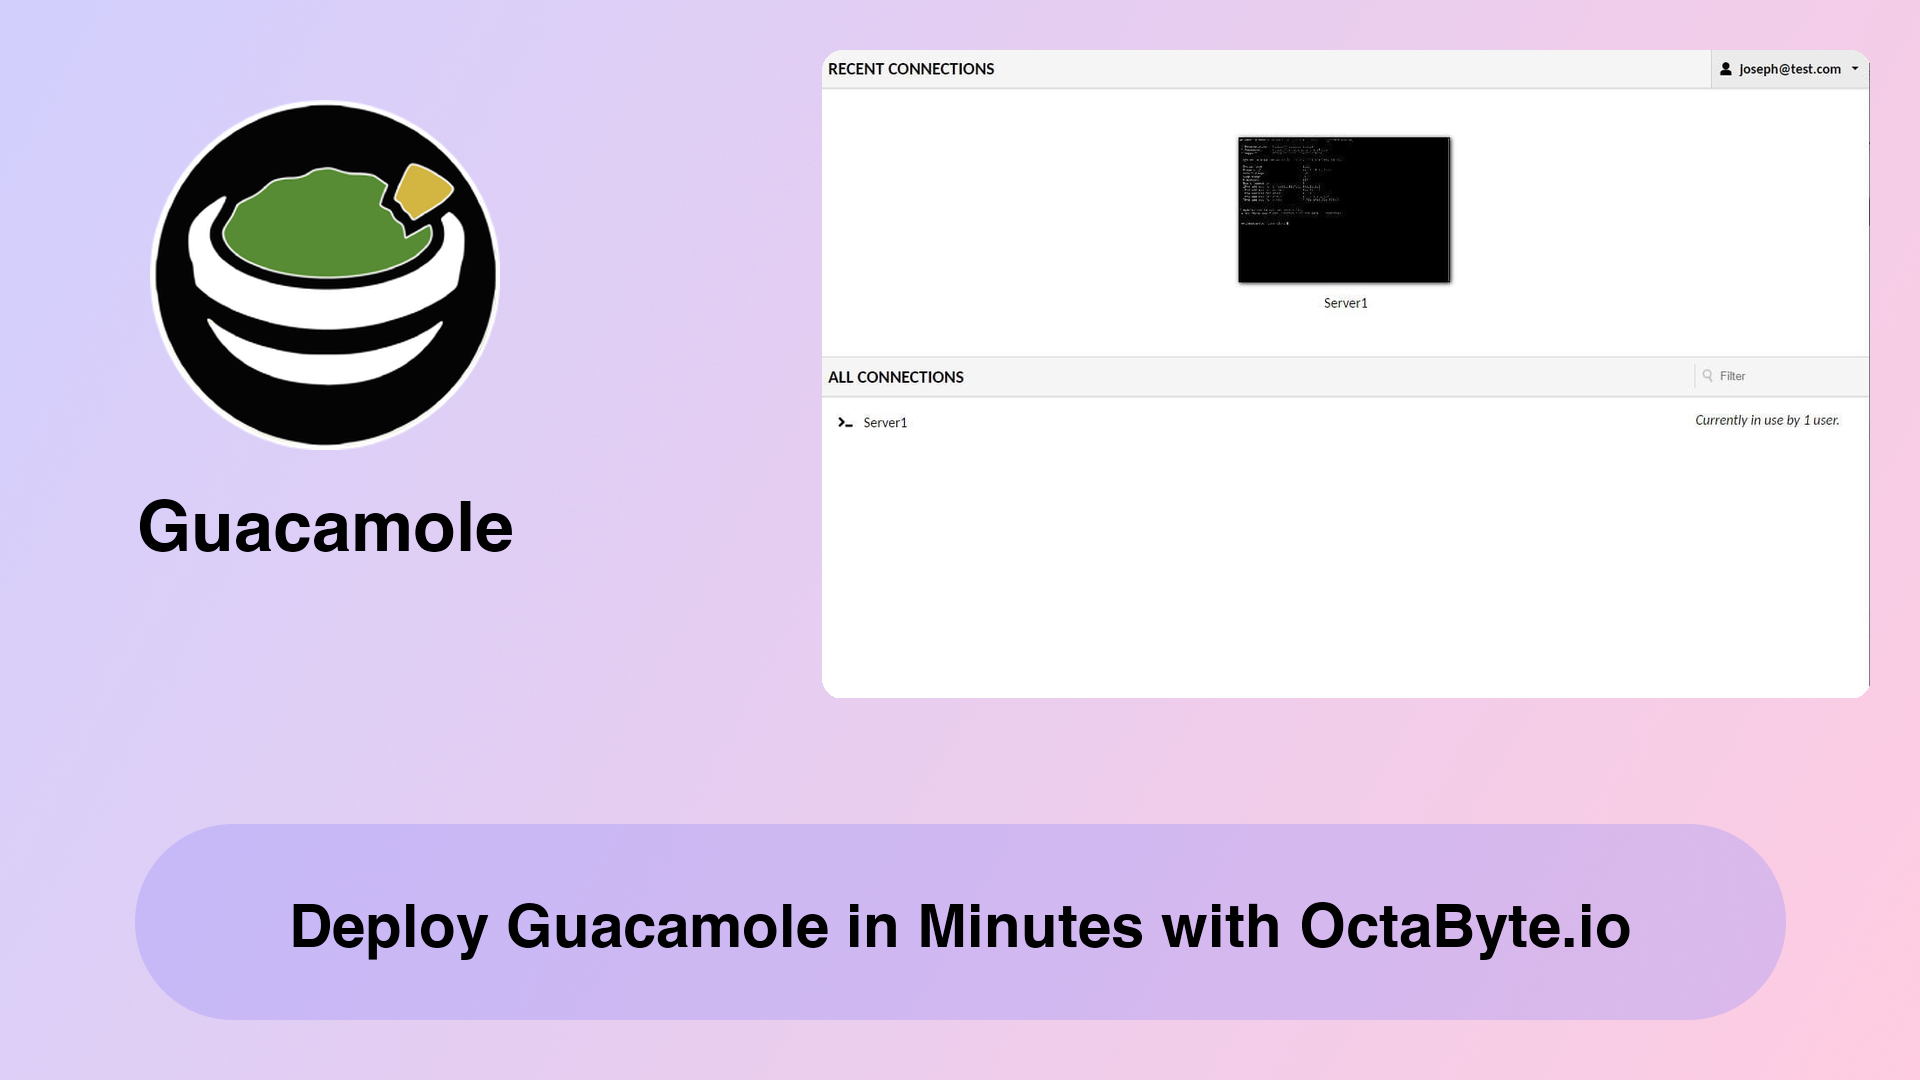 RECENT CONNECTIONS
joseph@test.com
Server1
Guacamole
ALL CONNECTIONS
Filter
Server1
Currently in use by 1 user.
Deploy Guacamole in Minutes with OctaByte.io